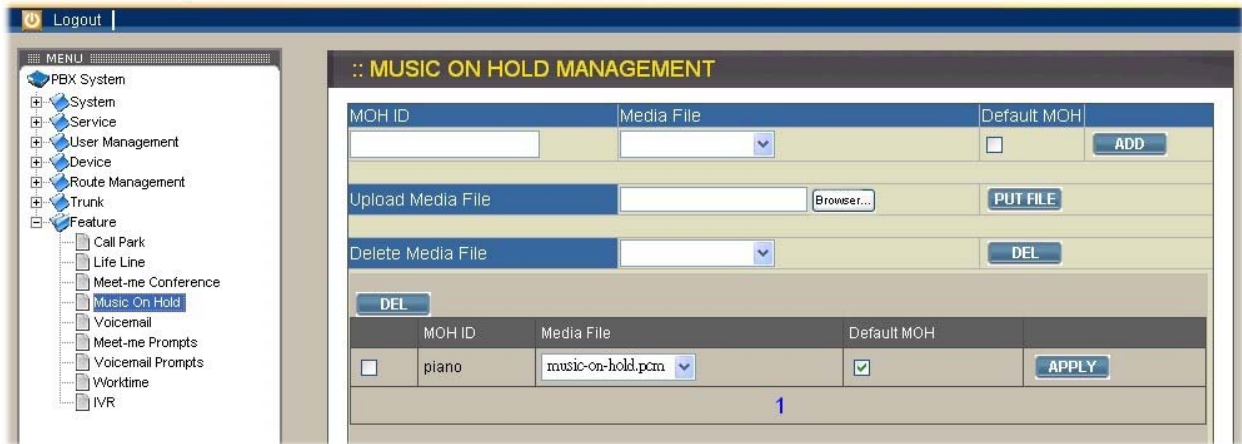 Logout
MENU
PBX System
System
Service
User Management
Device
Route Management
Trunk
Feature
Call Park
Life Line
Meet-me Conference
Music On Hold
Voicemail
Meet-me Prompts
Voicemail Prompts
Worktime
IVR
:: MUSIC ON HOLD MANAGEMENT
MOH ID Media File Default MOH
ADD
Upload Media File Browser... PUT FILE
Delete Media File DEL
DEL
MOH ID Media File Default MOH
piano music-on-hold.pcm APPLY
1